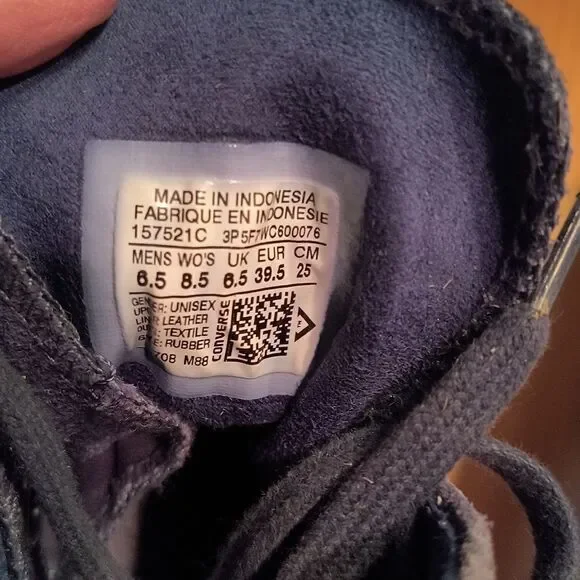 MADE IN INDONESIA
FABRIQUE EN INDONESIE
157521C 3P5F7WC600076
MENS WO'S UK EUR CM
6.5 8.5 6.5 39.5 25
UNISEX
LEATHER
TEXTILE
RUBBER
M88
CONVERSE